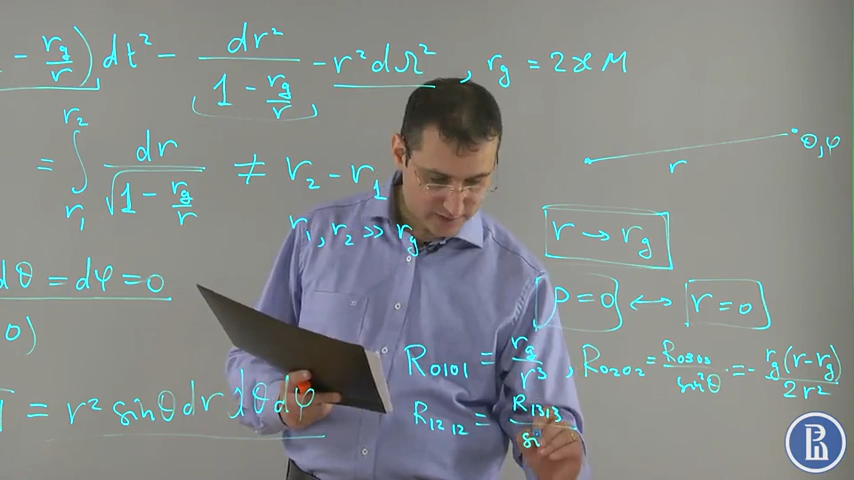 - r_g/r) dt² - dr²/(1 - r_g/r) - r²dΩ², r_g = 2ϰM
= ∫_{r₁}^{r₂} dr/√(1 - r_g/r) ≠ r₂ - r₁
r₁, r₂ >> r_g
r
θ, φ
r → r_g
dθ = dφ = 0
ρ = 0 ↔ r = 0
0)
R₀₁₀₁ = r_g/r³, R₀₂₀₂ = R₀₃₀₃/sin²θ = - r_g(r - r_g)/2r²
= r² sinθ dr dθ dφ
R₁₂₁₂ = R₁₃₁₃/si